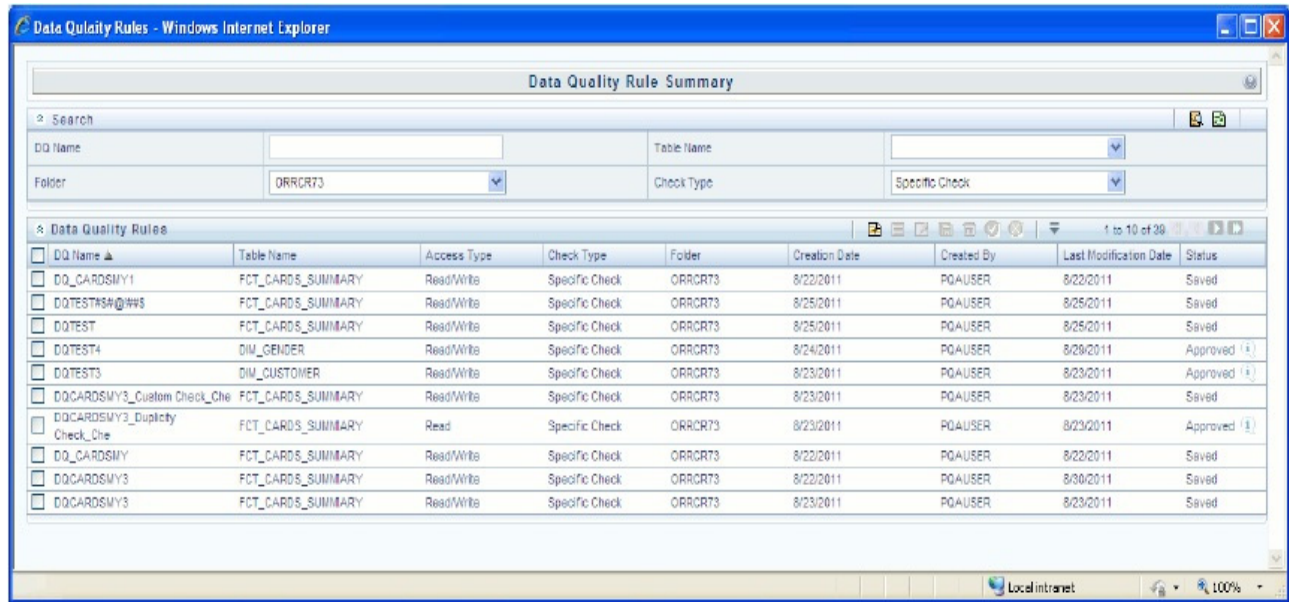 Data Qulaity Rules - Windows Internet Explorer
Data Quality Rule Summary
Search
DQ Name
Table Name
Folder ORRCR73
Check Type Specific Check
Data Quality Rules 1 to 10 of 39
DQ Name Table Name Access Type Check Type Folder Creation Date Created By Last Modification Date Status
DQ_CARDSMY1 FCT_CARDS_SUMMARY Read/Write Specific Check ORRCR73 8/22/2011 PQAUSER 8/22/2011 Saved
DQTEST#$#@!##$ FCT_CARDS_SUMMARY Read/Write Specific Check ORRCR73 8/25/2011 PQAUSER 8/25/2011 Saved
DQTEST FCT_CARDS_SUMMARY Read/Write Specific Check ORRCR73 8/25/2011 PQAUSER 8/25/2011 Saved
DQTEST4 DIM_GENDER Read/Write Specific Check ORRCR73 8/24/2011 PQAUSER 8/29/2011 Approved
DQTEST3 DIM_CUSTOMER Read/Write Specific Check ORRCR73 8/23/2011 PQAUSER 8/23/2011 Approved
DQCARDSMY3_Custom Check_Che FCT_CARDS_SUMMARY Read/Write Specific Check ORRCR73 8/23/2011 PQAUSER 8/23/2011 Saved
DQCARDSMY3_Duplicty
Check_Che FCT_CARDS_SUMMARY Read Specific Check ORRCR73 8/23/2011 PQAUSER 8/23/2011 Approved
DQ_CARDSMY FCT_CARDS_SUMMARY Read/Write Specific Check ORRCR73 8/22/2011 PQAUSER 8/22/2011 Saved
DQCARDSMY3 FCT_CARDS_SUMMARY Read/Write Specific Check ORRCR73 8/22/2011 PQAUSER 8/30/2011 Saved
DQCARDSMY3 FCT_CARDS_SUMMARY Read/Write Specific Check ORRCR73 8/23/2011 PQAUSER 8/23/2011 Saved
Local intranet 100%